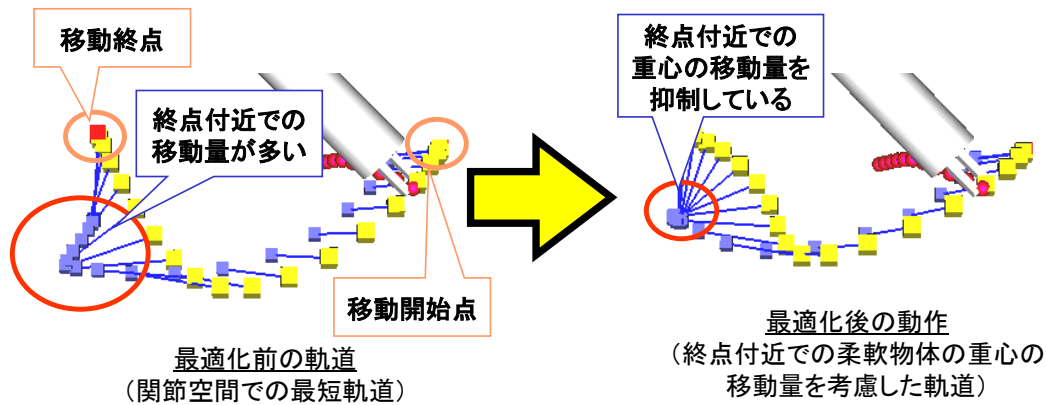 移動終点
終点付近での
移動量が多い
移動開始点
最適化前の軌道
（関節空間での最短軌道）
終点付近での
重心の移動量を
抑制している
最適化後の動作
（終点付近での柔軟物体の重心の
移動量を考慮した軌道）